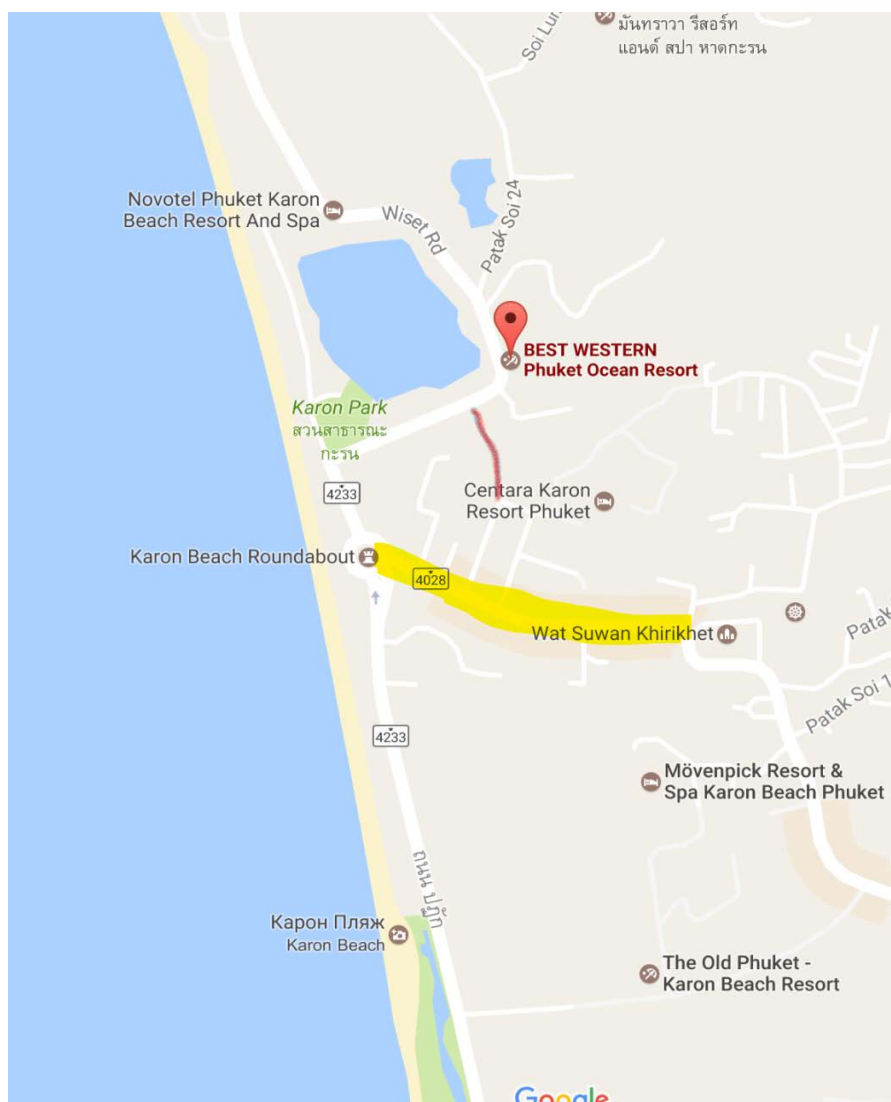 มันทราวา รีสอร์ท
แอนด์ สปา หาดกะรน
Novotel Phuket Karon
Beach Resort And Spa
Wiset Rd
Patak Soi 24
BEST WESTERN
Phuket Ocean Resort
Karon Park
สวนสาธารณะ
กะรน
4233
Centara Karon
Resort Phuket
Karon Beach Roundabout
4028
Wat Suwan Khirikhet
Patak
Patak Soi 1
4233
Mövenpick Resort &
Spa Karon Beach Phuket
ถนน ปฏัก
Карон Пляж
Karon Beach
The Old Phuket -
Karon Beach Resort
Google